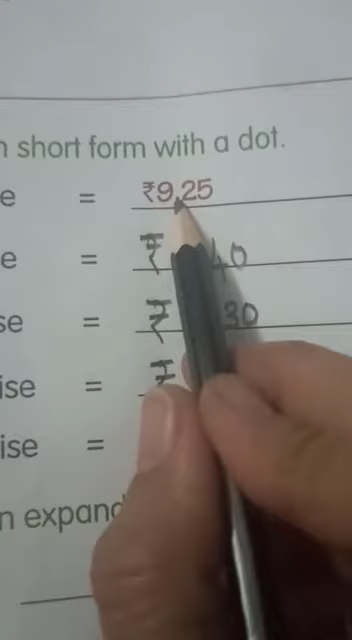 short form with a dot.
e = ₹9.25
e = ₹ 40
se = ₹ 30
ise = ₹
ise =
n expand